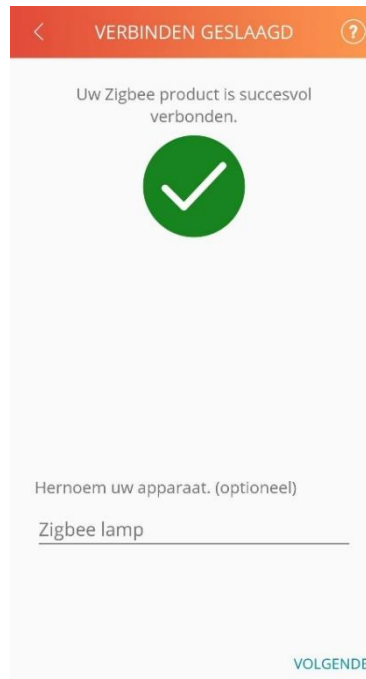 VERBINDEN GESLAAGD ?
Uw Zigbee product is succesvol
verbonden.
Hernoem uw apparaat. (optioneel)
Zigbee lamp
VOLGENDE